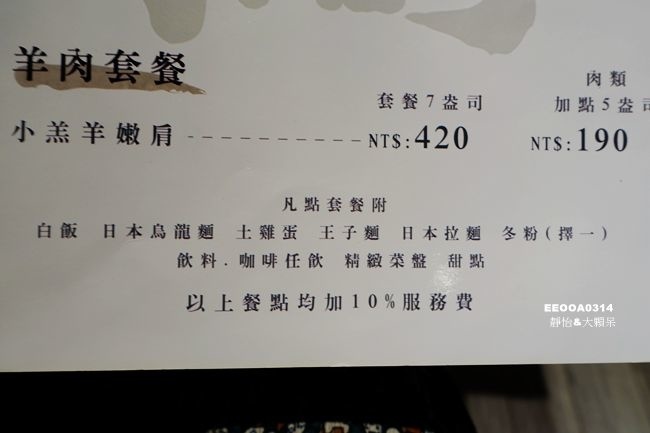 羊肉套餐
肉類
套餐7盎司 加點5盎司
小羔羊嫩肩 ----------- NT$:420 NT$:190
凡點套餐附
白飯 日本烏龍麵 土雞蛋 王子麵 日本拉麵 冬粉(擇一)
飲料.咖啡任飲 精緻菜盤 甜點
以上餐點均加10%服務費
EEOOA0314
靜怡&大顆呆